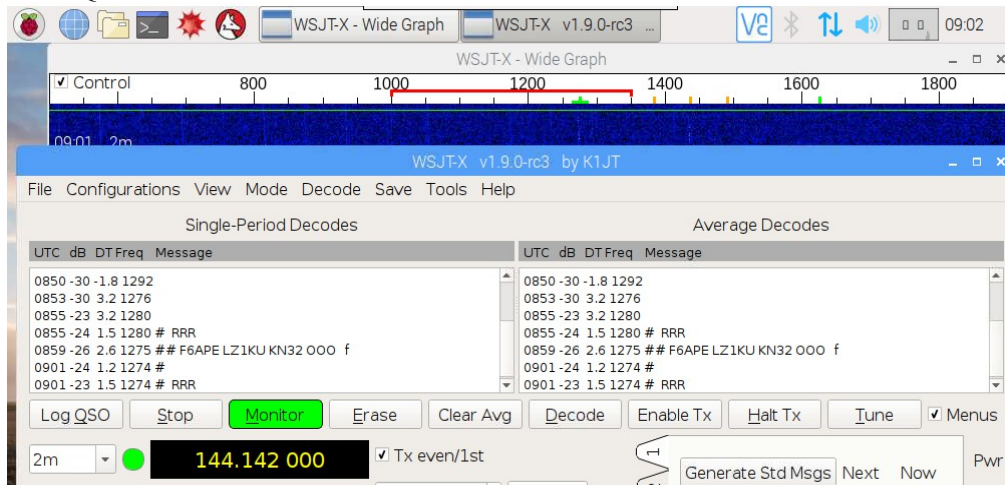 WSJT-X - Wide Graph WSJT-X v1.9.0-rc3 ... 09:02
WSJT-X - Wide Graph
Control 800 1000 1200 1400 1600 1800
09:01 2m
WSJT-X v1.9.0-rc3 by K1JT
File Configurations View Mode Decode Save Tools Help
Single-Period Decodes Average Decodes
UTC dB DT Freq Message UTC dB DT Freq Message
0850 -30 -1.8 1292 0850 -30 -1.8 1292
0853 -30 3.2 1276 0853 -30 3.2 1276
0855 -23 3.2 1280 0855 -23 3.2 1280
0855 -24 1.5 1280 # RRR 0855 -24 1.5 1280 # RRR
0859 -26 2.6 1275 ## F6APE LZ1KU KN32 OOO f 0859 -26 2.6 1275 ## F6APE LZ1KU KN32 OOO f
0901 -24 1.2 1274 # 0901 -24 1.2 1274 #
0901 -23 1.5 1274 # RRR 0901 -23 1.5 1274 # RRR
Log QSO Stop Monitor Erase Clear Avg Decode Enable Tx Halt Tx Tune Menus
2m 144.142 000 Tx even/1st 1 Pwr
Generate Std Msgs Next Now